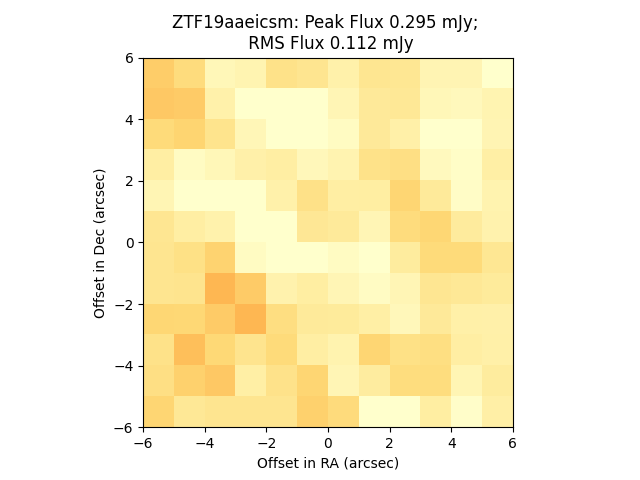 ZTF19aaeicsm: Peak Flux 0.295 mJy;
RMS Flux 0.112 mJy
6
4
2
0
−2
−4
−6
Offset in Dec (arcsec)
−6 −4 −2 0 2 4 6
Offset in RA (arcsec)